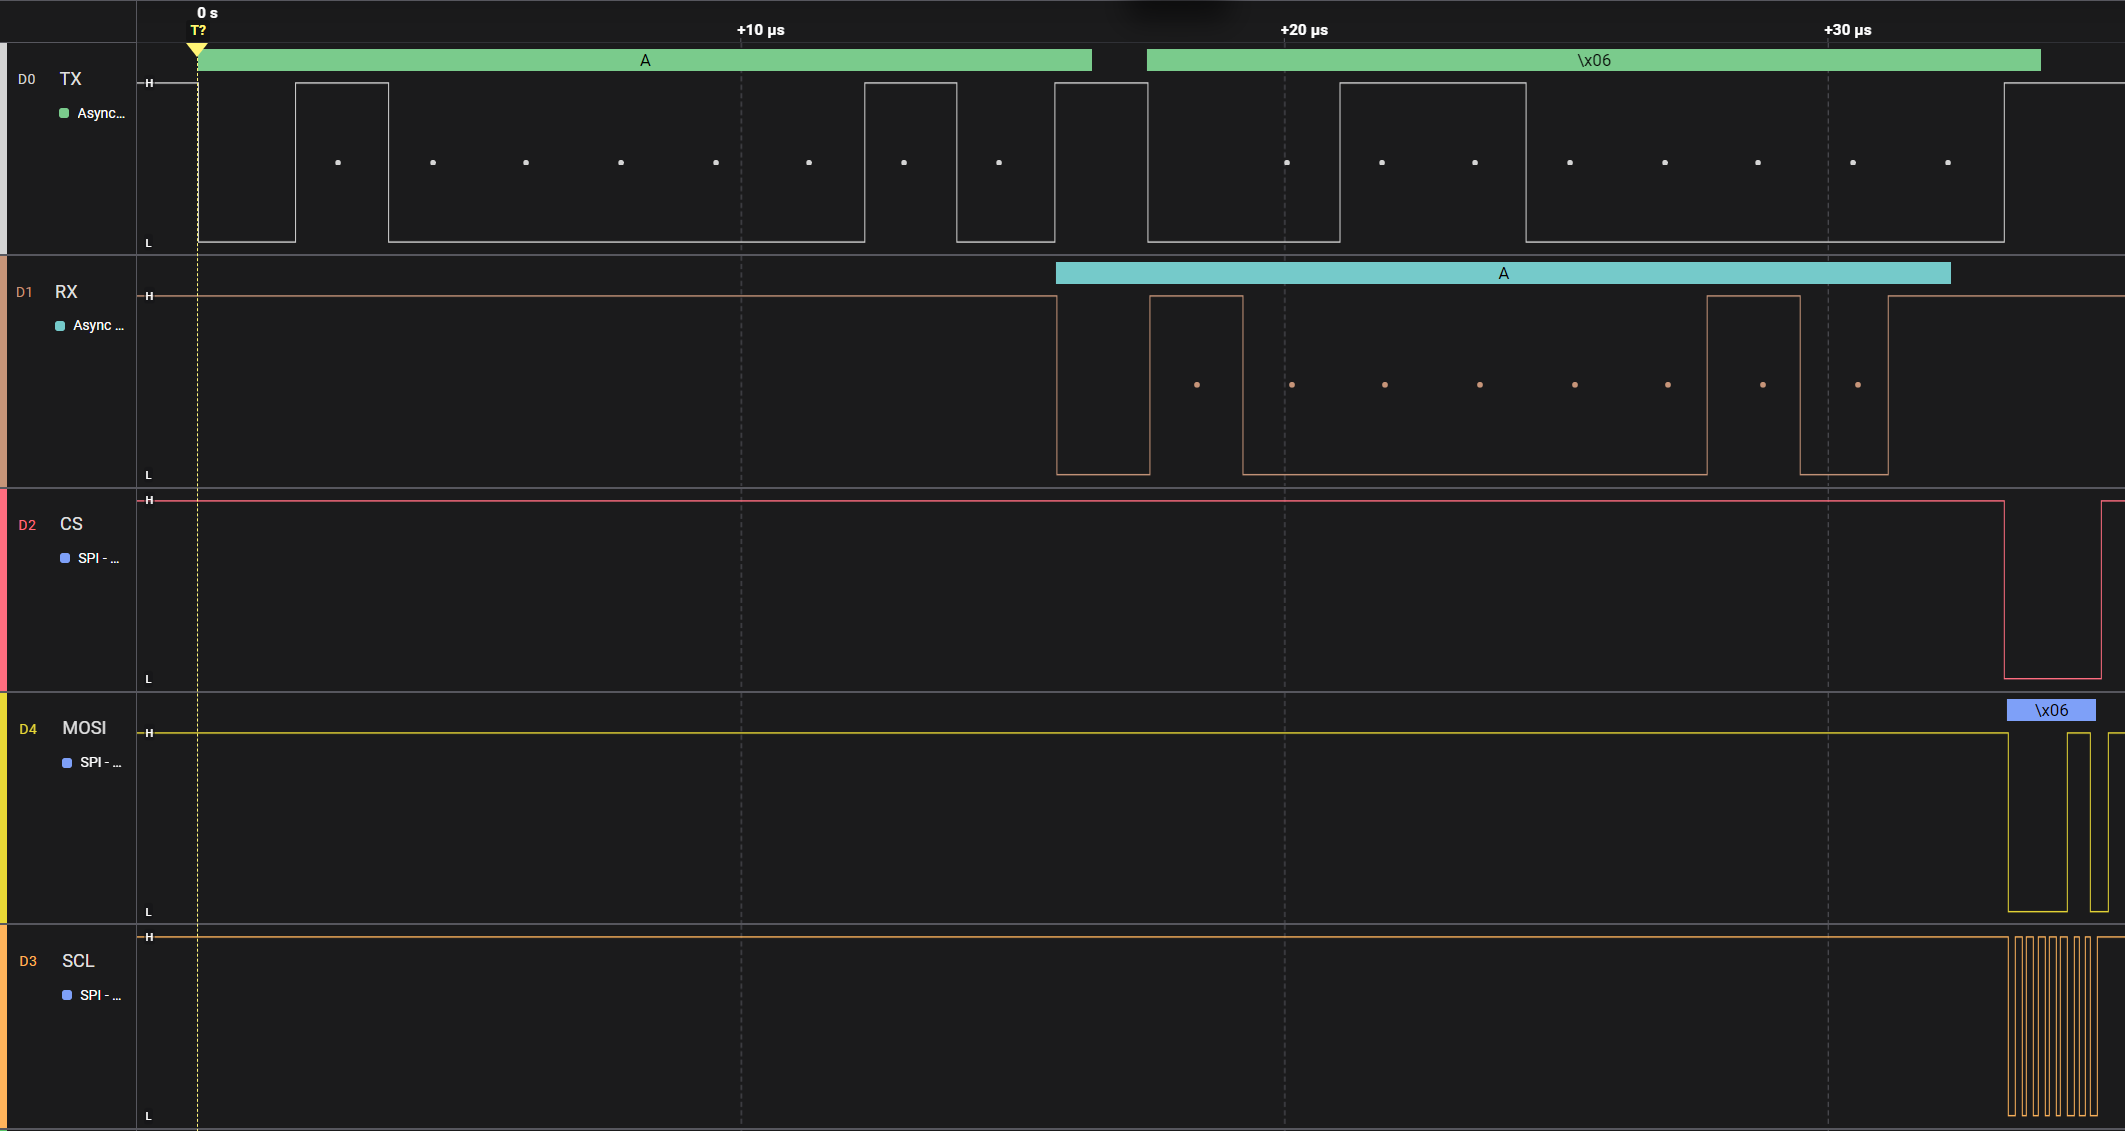 0 s
T?
+10 µs
+20 µs
+30 µs
A
\x06
D0
TX
H
Async...
L
A
D1
RX
H
Async ...
L
D2
CS
H
SPI - ...
L
\x06
D4
MOSI
H
SPI - ...
L
D3
SCL
H
SPI - ...
L